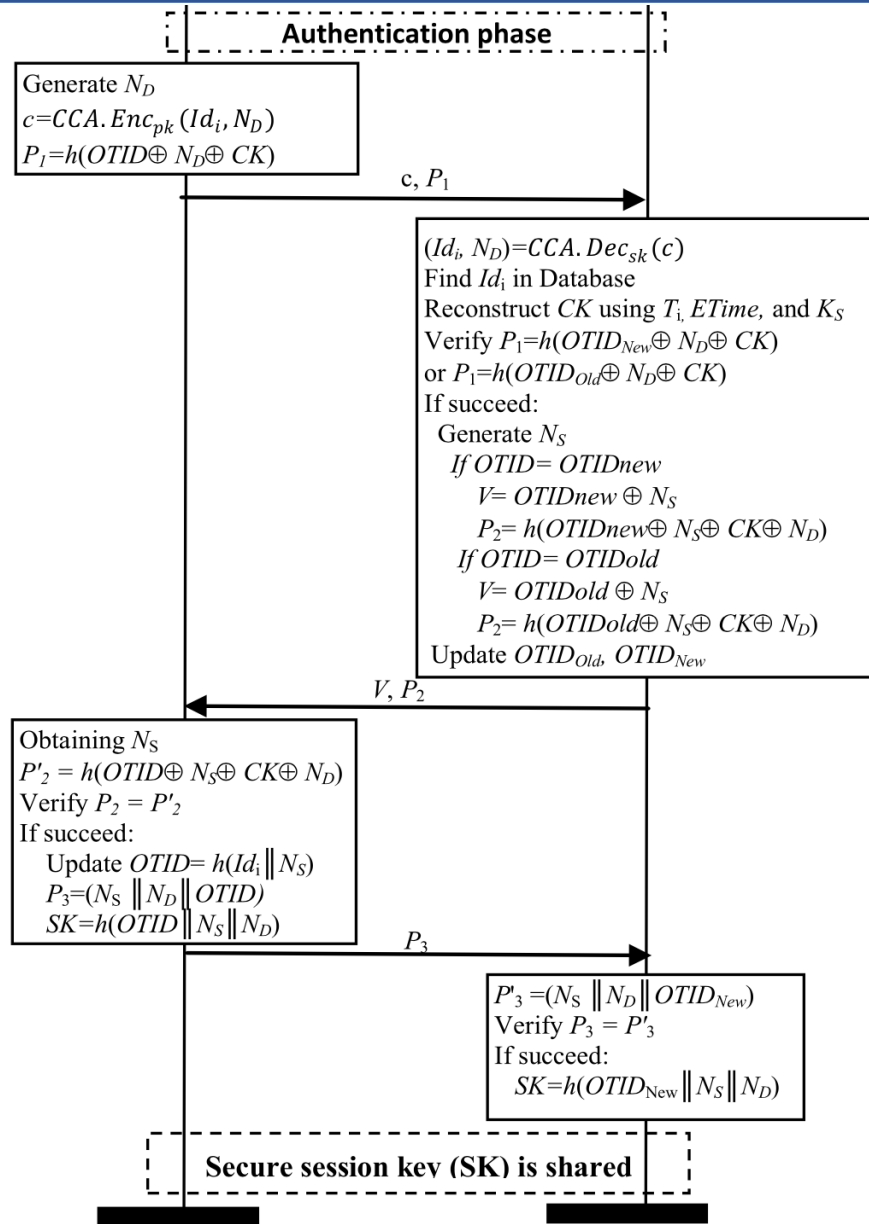 Authentication phase
Generate N_D
c=CCA.Enc_pk(Id_i, N_D)
P_1=h(OTID⊕ N_D⊕ CK)
c, P_1
(Id_i, N_D)=CCA.Dec_sk(c)
Find Id_i in Database
Reconstruct CK using T_i, ETime, and K_S
Verify P_1=h(OTID_New⊕ N_D⊕ CK)
or P_1=h(OTID_Old⊕ N_D⊕ CK)
If succeed:
Generate N_S
If OTID= OTIDnew
V= OTIDnew ⊕ N_S
P_2= h(OTIDnew⊕ N_S⊕ CK⊕ N_D)
If OTID= OTIDold
V= OTIDold ⊕ N_S
P_2= h(OTIDold⊕ N_S⊕ CK⊕ N_D)
Update OTID_Old, OTID_New
V, P_2
Obtaining N_S
P'_2 = h(OTID⊕ N_S⊕ CK⊕ N_D)
Verify P_2 = P'_2
If succeed:
Update OTID= h(Id_i‖N_S)
P_3=(N_S ‖N_D‖OTID)
SK=h(OTID‖N_S‖N_D)
P_3
P'_3 =(N_S ‖N_D‖OTID_New)
Verify P_3 = P'_3
If succeed:
SK=h(OTID_New‖N_S‖N_D)
Secure session key (SK) is shared